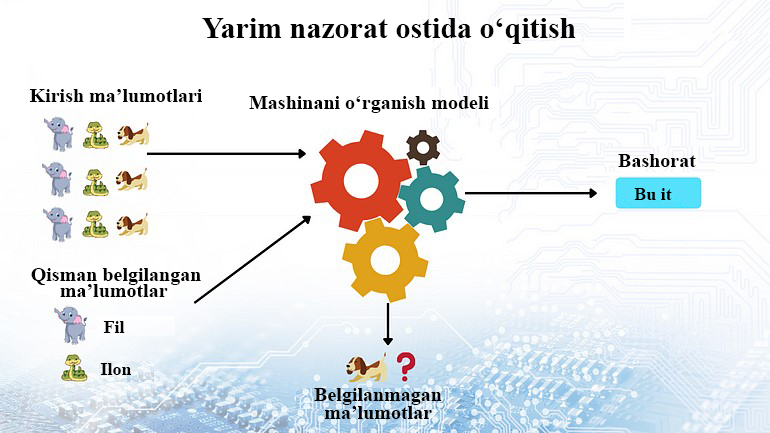 Yarim nazorat ostida o‘qitish
Kirish ma’lumotlari
Mashinani o‘rganish modeli
Bashorat
Bu it
Qisman belgilangan
ma’lumotlar
Fil
Ilon
?
Belgilanmagan
ma’lumotlar